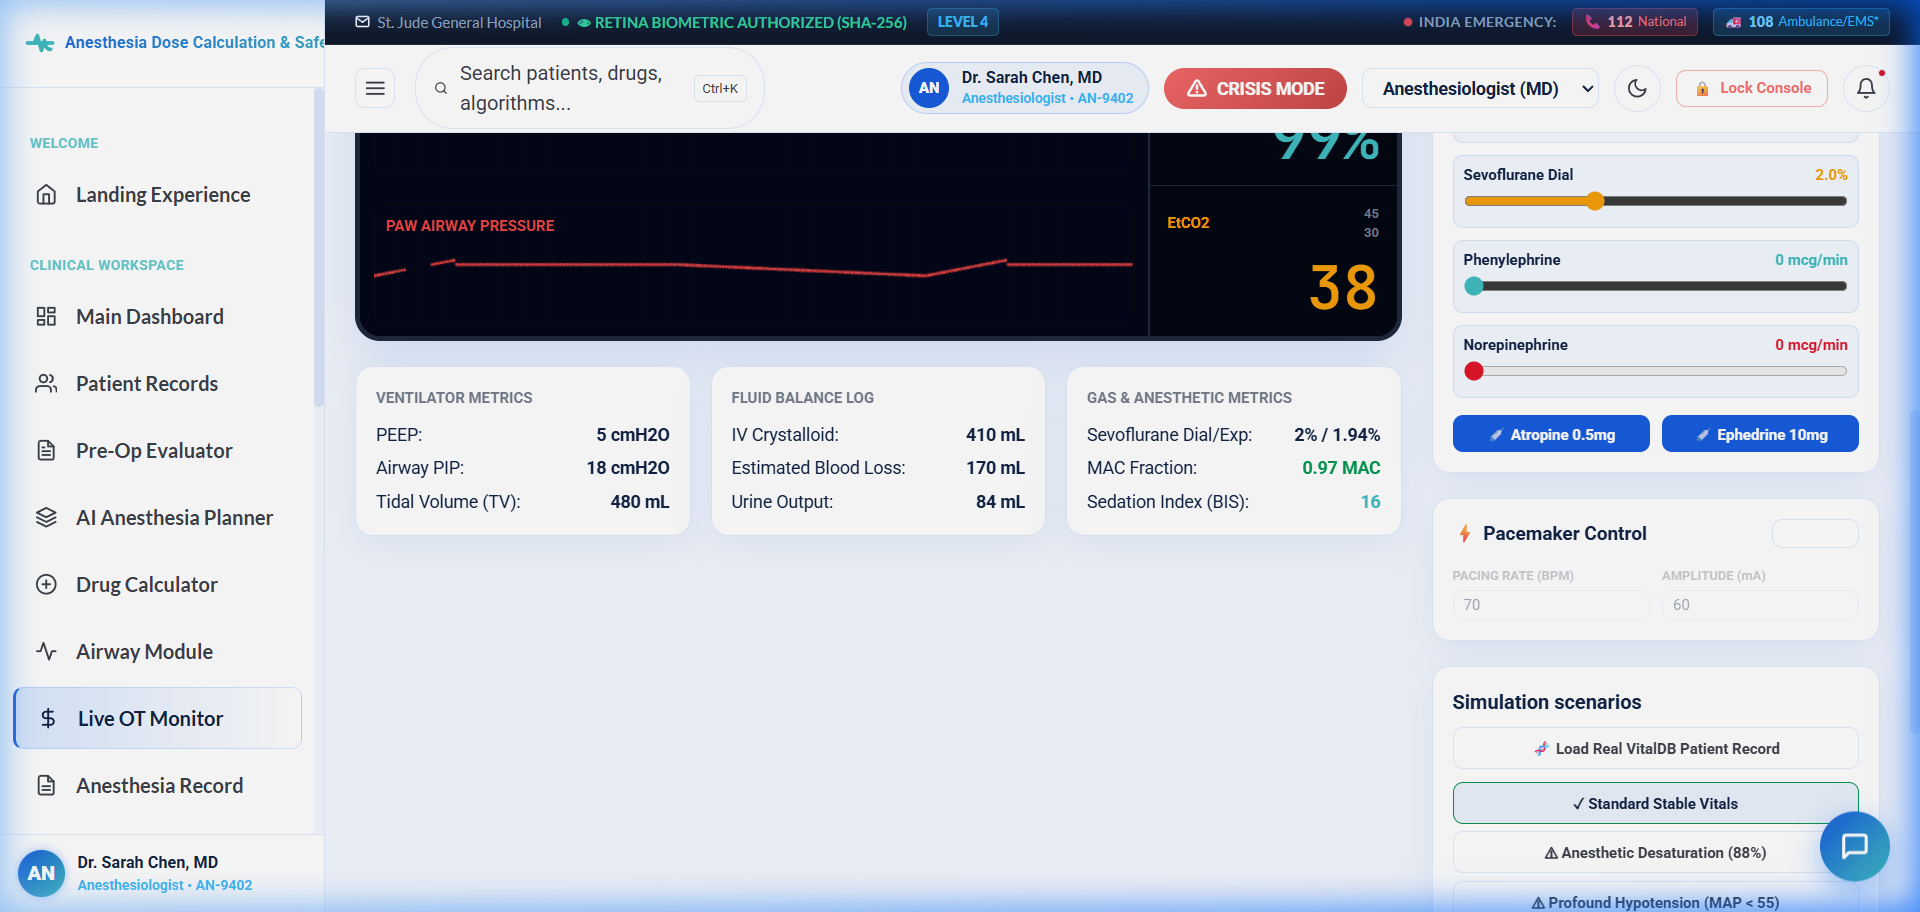 Anesthesia Dose Calculation & Safe
St. Jude General Hospital
RETINA BIOMETRIC AUTHORIZED (SHA-256)
LEVEL 4
INDIA EMERGENCY:
112 National
108 Ambulance/EMS*
Search patients, drugs,
algorithms...
Ctrl+K
AN
Dr. Sarah Chen, MD
Anesthesiologist • AN-9402
CRISIS MODE
Anesthesiologist (MD)
Lock Console
WELCOME
Landing Experience
CLINICAL WORKSPACE
Main Dashboard
Patient Records
Pre-Op Evaluator
AI Anesthesia Planner
Drug Calculator
Airway Module
Live OT Monitor
Anesthesia Record
AN
Dr. Sarah Chen, MD
Anesthesiologist • AN-9402
99%
PAW AIRWAY PRESSURE
EtCO2
45
30
38
VENTILATOR METRICS
PEEP: 5 cmH2O
Airway PIP: 18 cmH2O
Tidal Volume (TV): 480 mL
FLUID BALANCE LOG
IV Crystalloid: 410 mL
Estimated Blood Loss: 170 mL
Urine Output: 84 mL
GAS & ANESTHETIC METRICS
Sevoflurane Dial/Exp: 2% / 1.94%
MAC Fraction: 0.97 MAC
Sedation Index (BIS): 16
Sevoflurane Dial 2.0%
Phenylephrine 0 mcg/min
Norepinephrine 0 mcg/min
Atropine 0.5mg
Ephedrine 10mg
Pacemaker Control
PACING RATE (BPM)
AMPLITUDE (mA)
70
60
Simulation scenarios
Load Real VitalDB Patient Record
✓ Standard Stable Vitals
⚠ Anesthetic Desaturation (88%)
⚠ Profound Hypotension (MAP < 55)